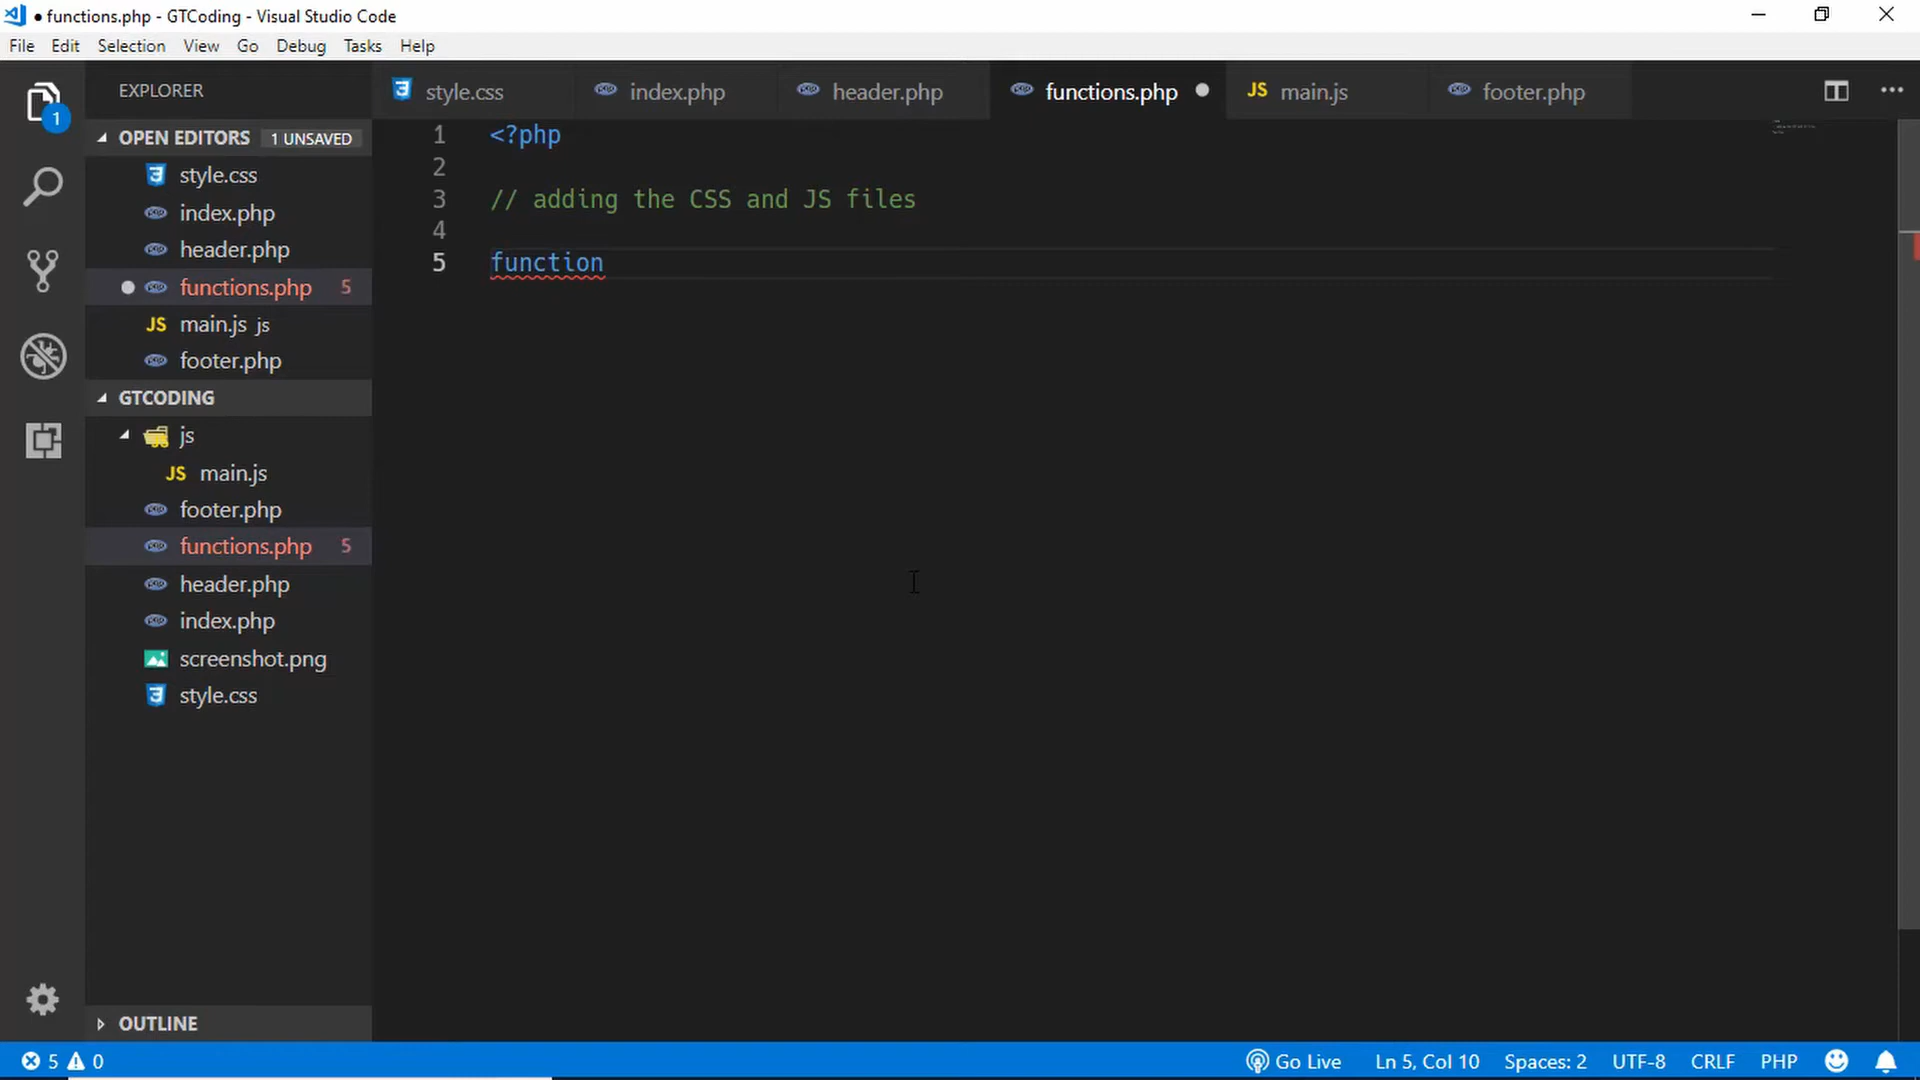 functions.php - GTCoding - Visual Studio Code
File Edit Selection View Go Debug Tasks Help
EXPLORER
style.css index.php header.php functions.php JS main.js footer.php
1
OPEN EDITORS 1 UNSAVED
style.css
index.php
header.php
functions.php 5
JS main.js js
footer.php
GTCODING
js
JS main.js
footer.php
functions.php 5
header.php
index.php
screenshot.png
style.css
OUTLINE
1 <?php
2
3 // adding the CSS and JS files
4
5 function
5 0 Go Live Ln 5, Col 10 Spaces: 2 UTF-8 CRLF PHP